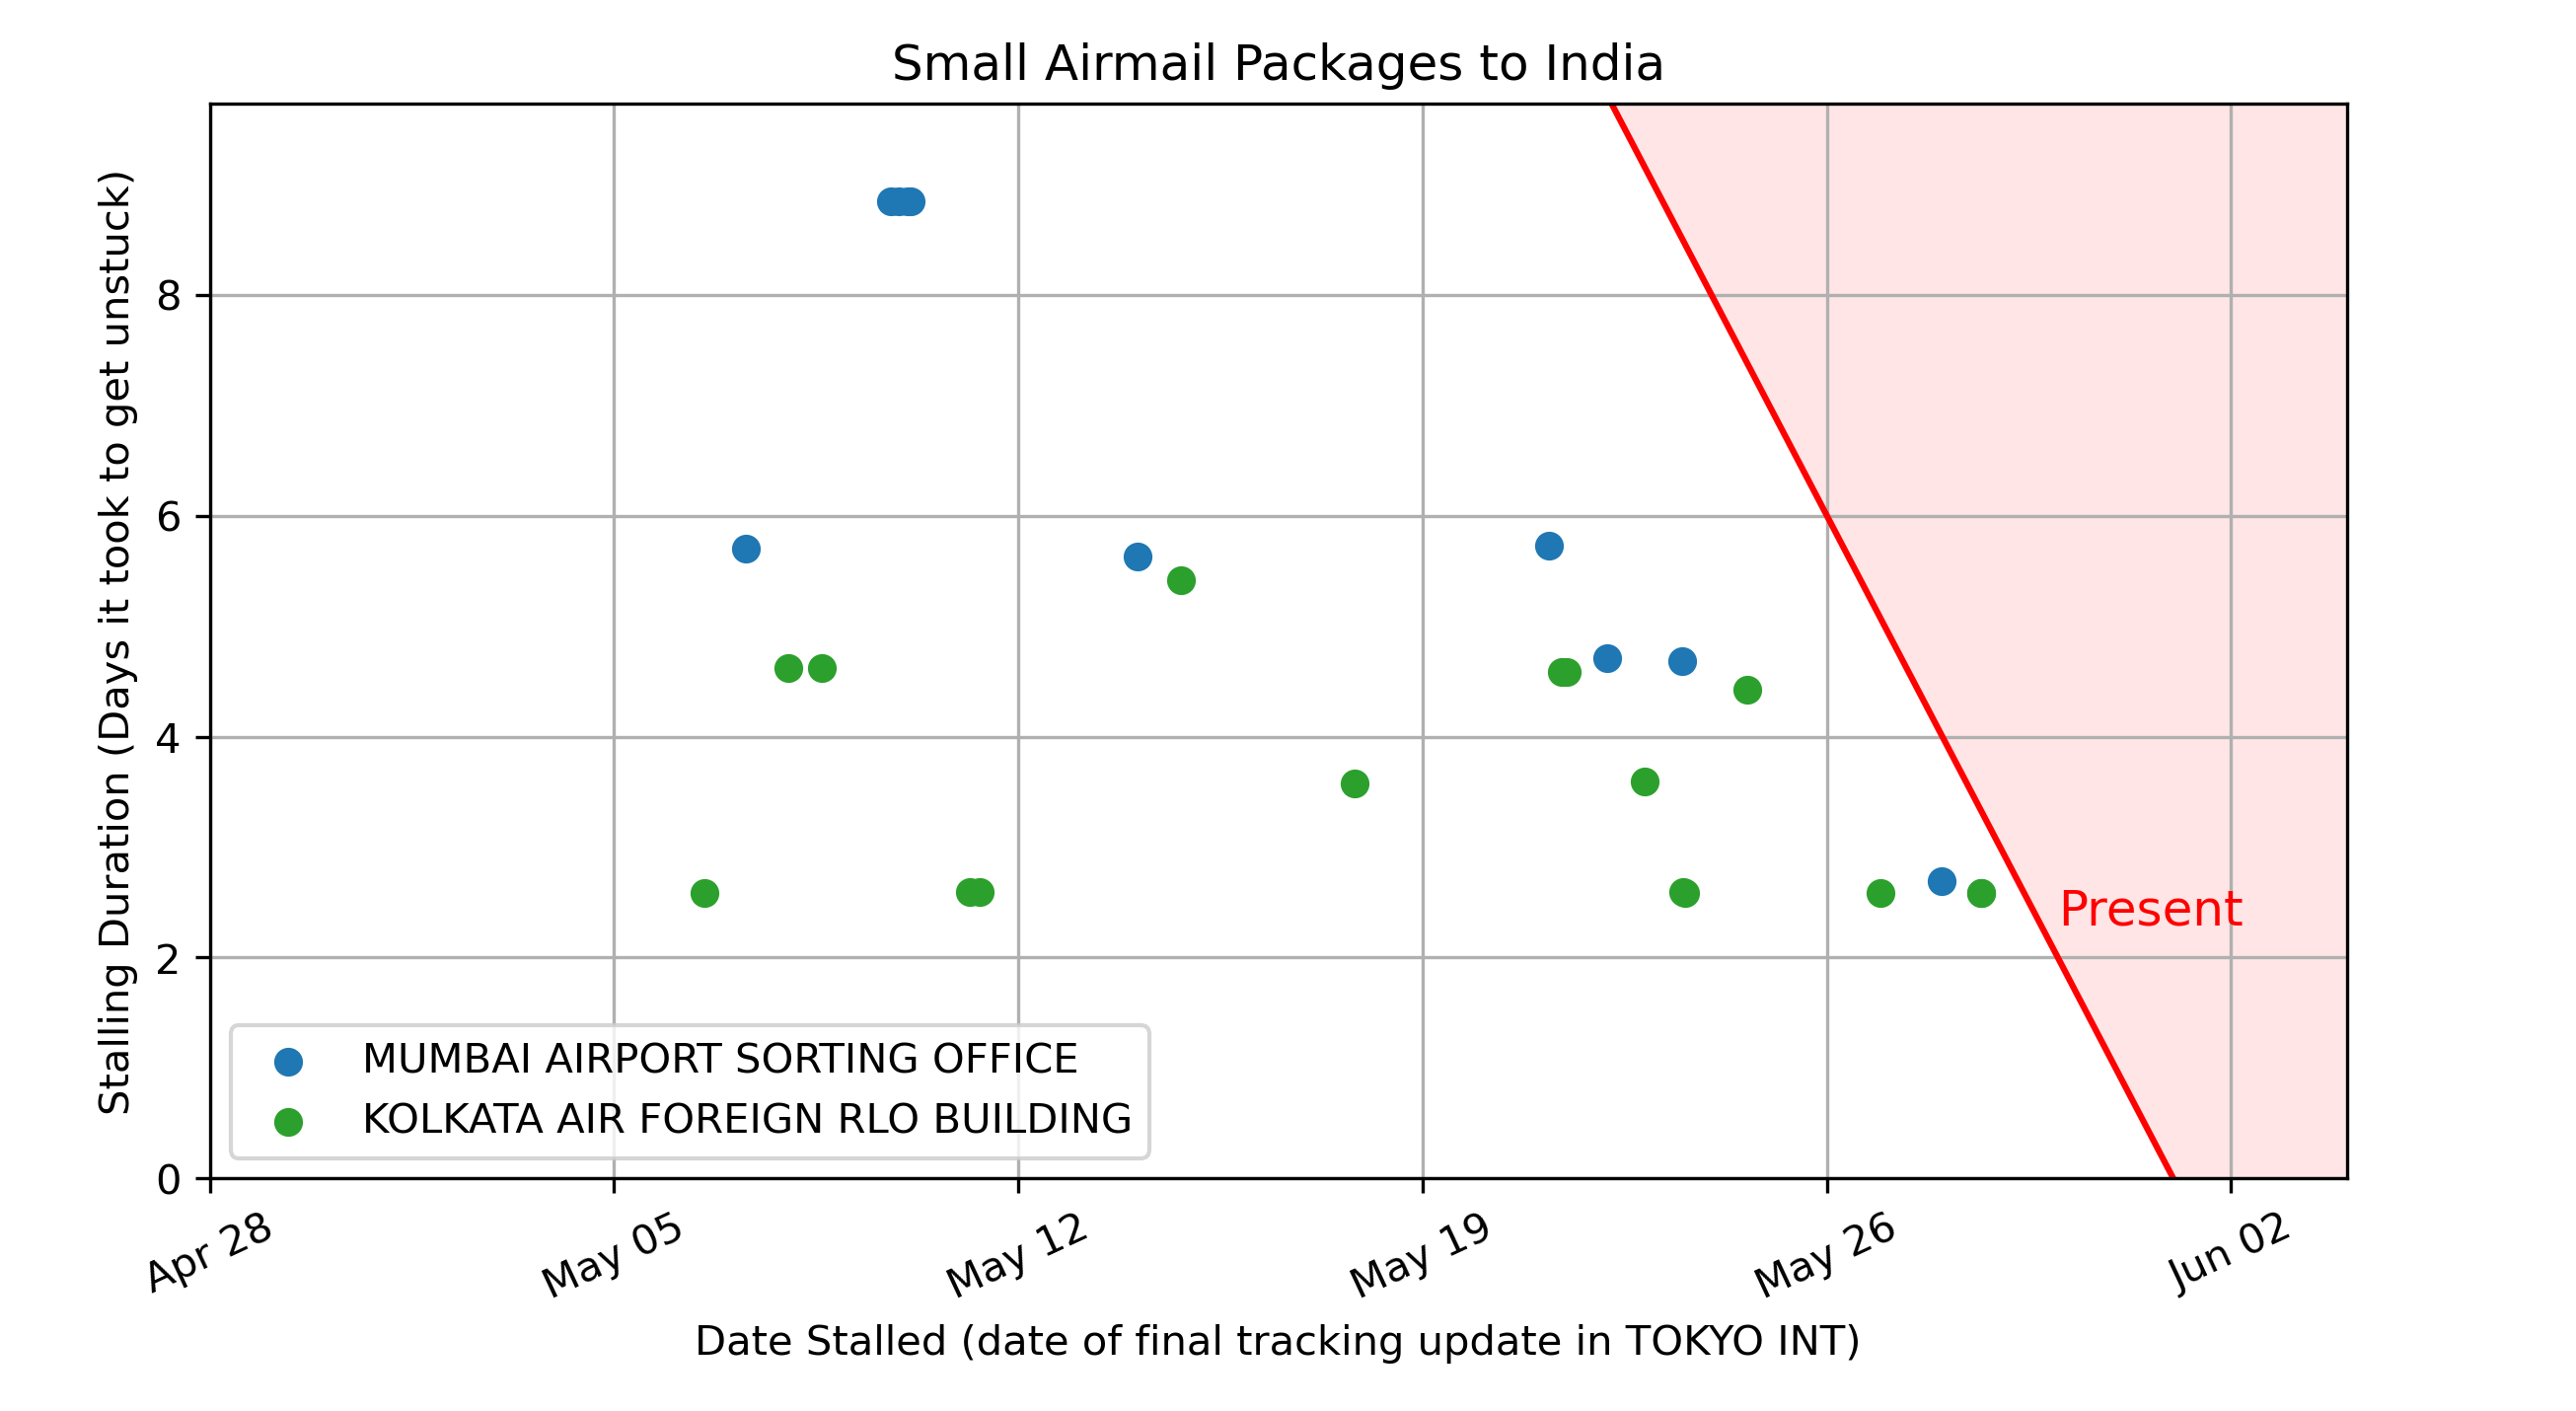 Small Airmail Packages to India
Stalling Duration (Days it took to get unstuck)
8
6
4
2
0
Present
MUMBAI AIRPORT SORTING OFFICE
KOLKATA AIR FOREIGN RLO BUILDING
Apr 28
May 05
May 12
May 19
May 26
Jun 02
Date Stalled (date of final tracking update in TOKYO INT)